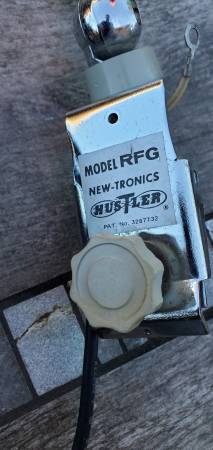 MODEL RFG
NEW-TRONICS
HUSTLER ®
PAT. No. 3287732